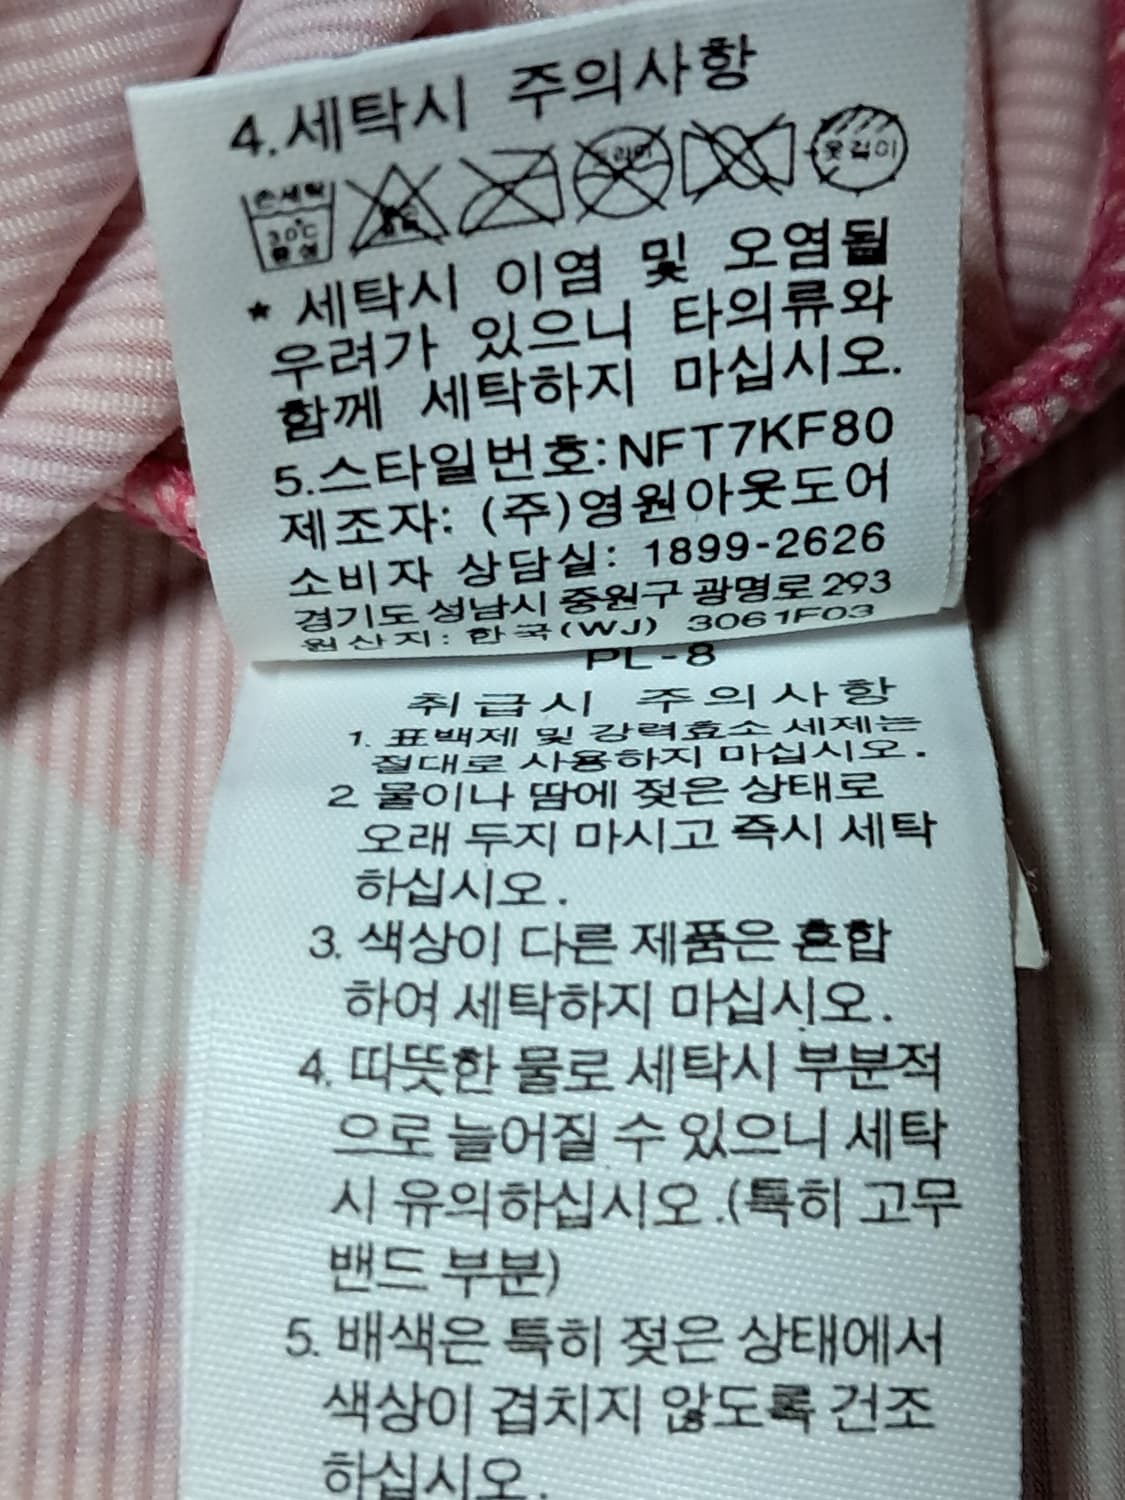 4.세탁시 주의사항
손세탁 30°C 중성 드라이 옷걸이
* 세탁시 이염 및 오염될
우려가 있으니 타의류와
함께 세탁하지 마십시오.
5.스타일번호:NFT7KF80
제조자: (주)영원아웃도어
소비자 상담실: 1899-2626
경기도 성남시 중원구 광명로 293
원산지: 한국(WJ) 3061F03
PL-8
취급시 주의사항
1. 표백제 및 강력효소 세제는
절대로 사용하지 마십시오.
2. 물이나 땀에 젖은 상태로
오래 두지 마시고 즉시 세탁
하십시오.
3. 색상이 다른 제품은 혼합
하여 세탁하지 마십시오.
4. 따뜻한 물로 세탁시 부분적
으로 늘어질 수 있으니 세탁
시 유의하십시오.(특히 고무
밴드 부분)
5. 배색은 특히 젖은 상태에서
색상이 겹치지 않도록 건조
하십시오.